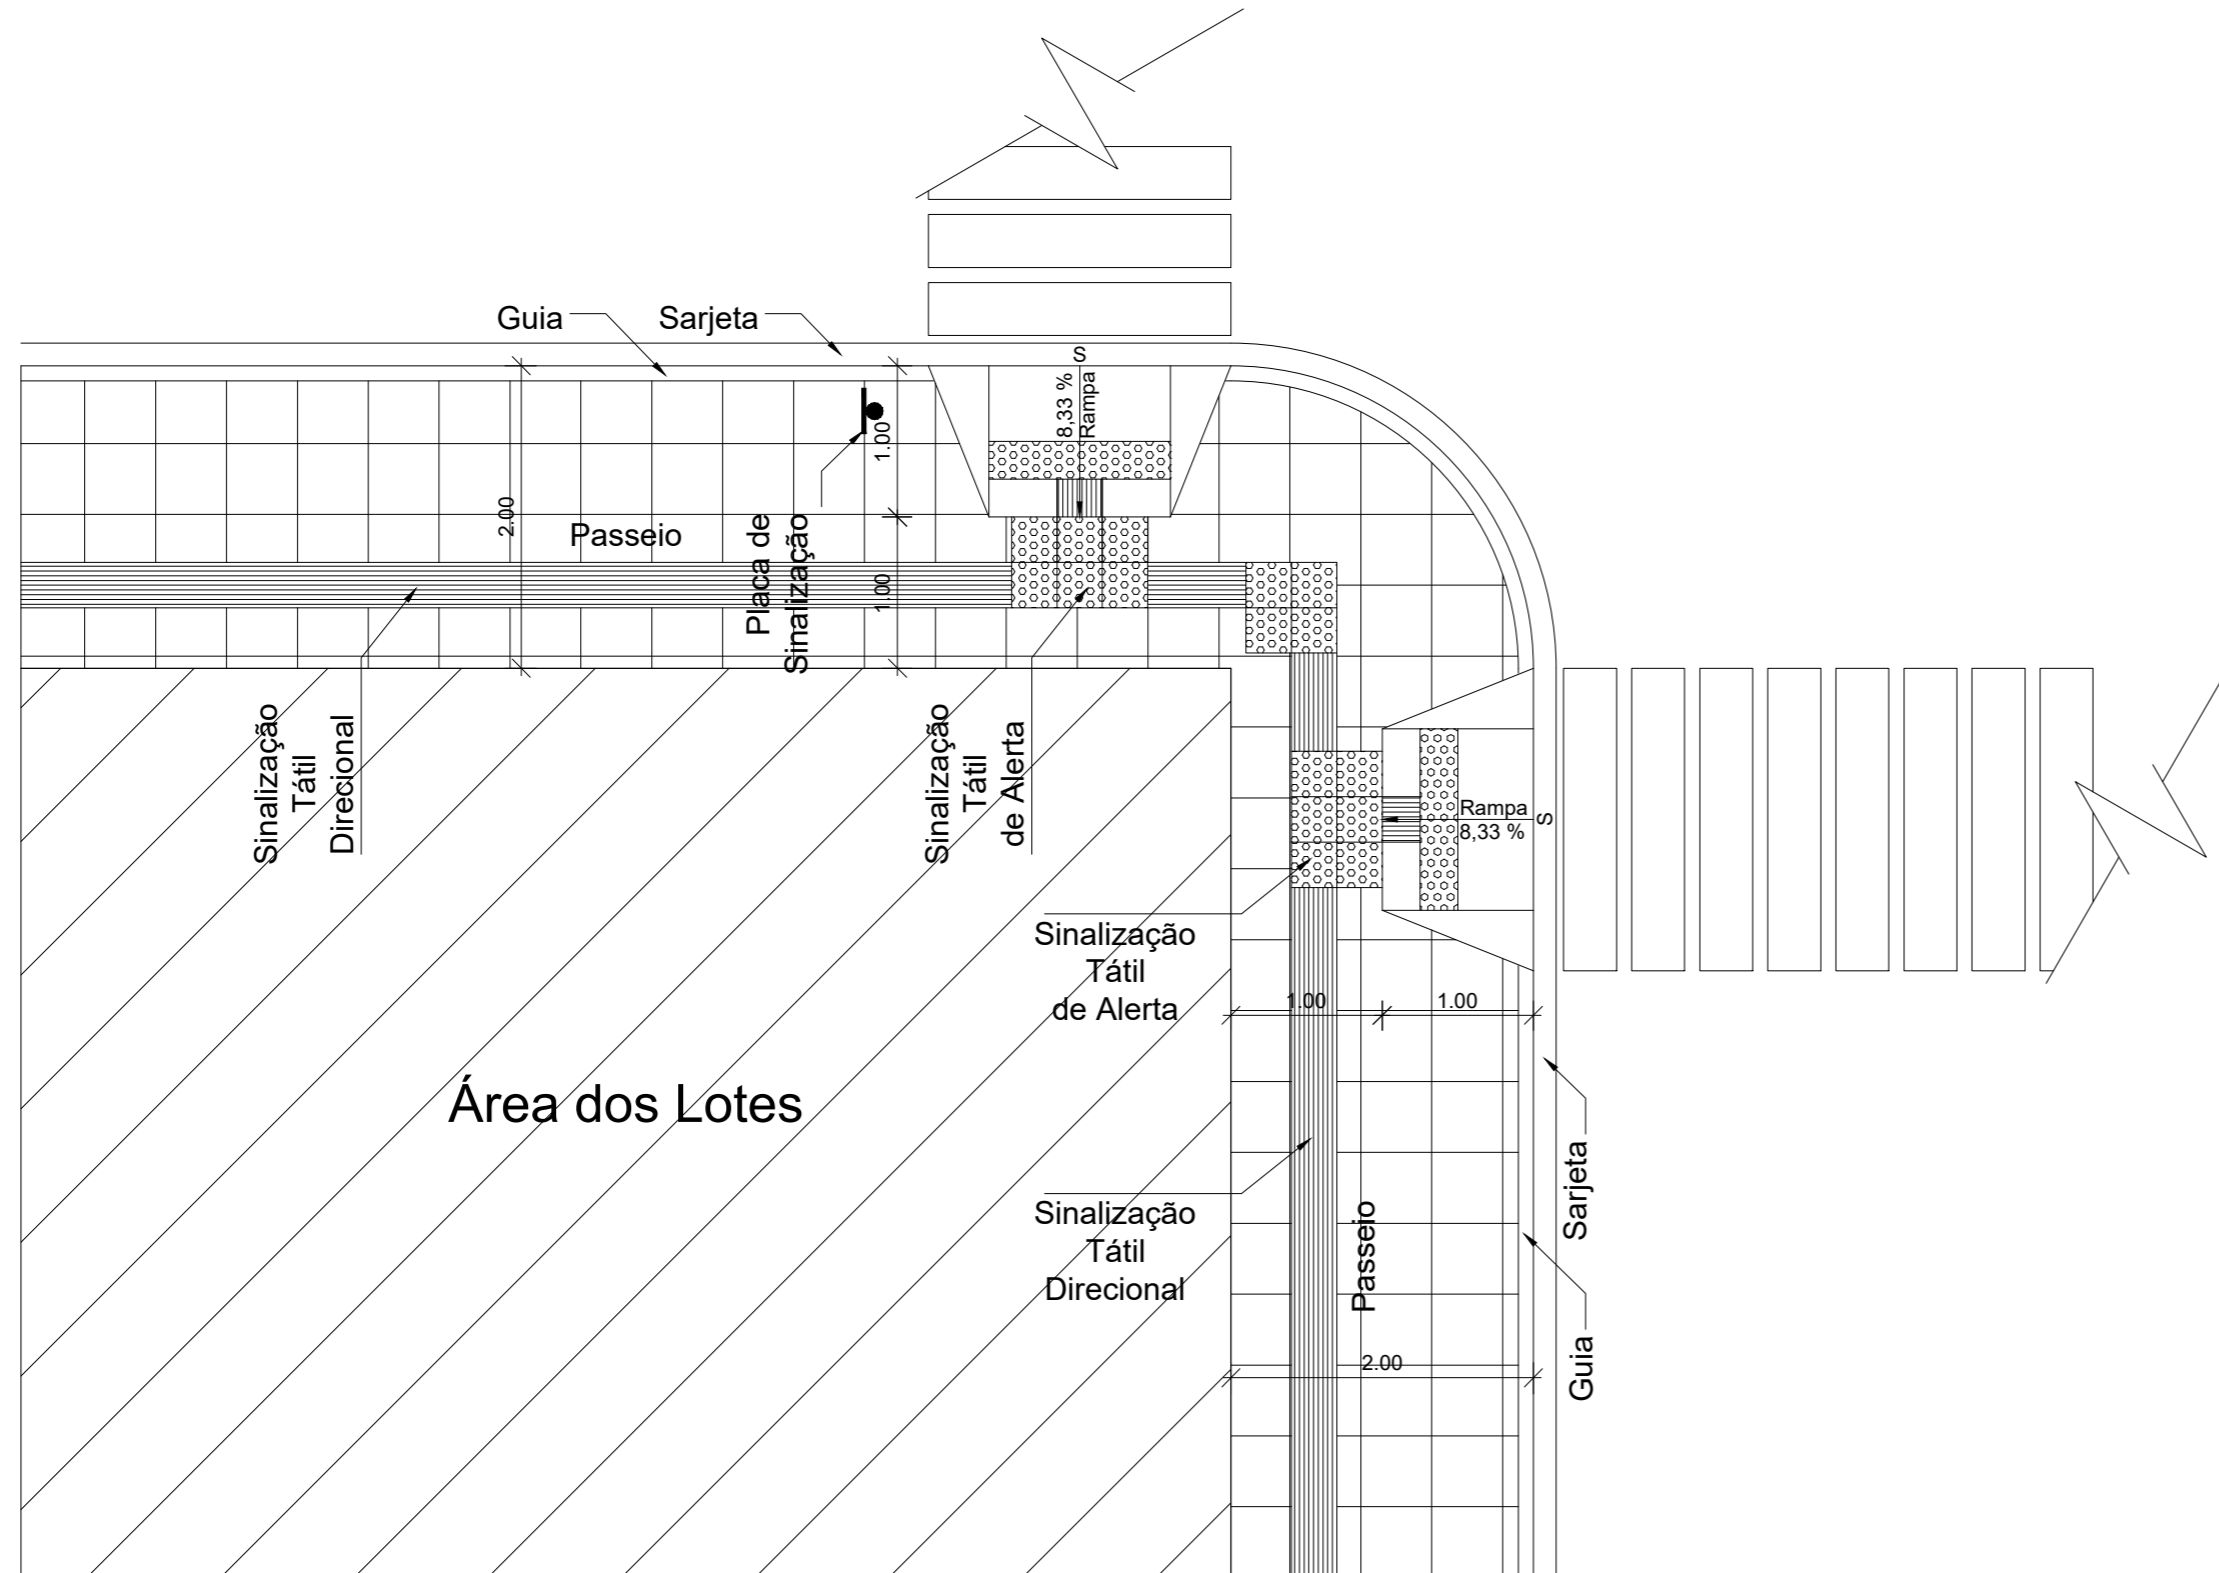 Guia
Sarjeta
S
8,33 %
Rampa
1.00
2.00
Passeio
Placa de
Sinalização
1.00
Sinalização
Tátil
Direcional
Sinalização
Tátil
de Alerta
Rampa
8,33 %
S
Sinalização
Tátil
de Alerta
1.00
1.00
Área dos Lotes
Sarjeta
Sinalização
Tátil
Direcional
Passeio
2.00
Guia